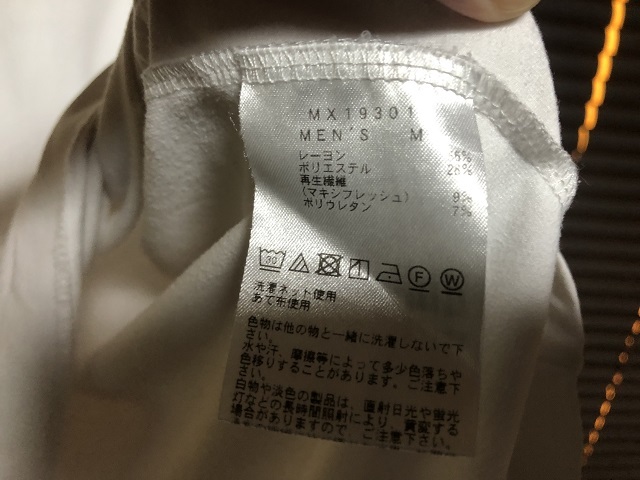 MX19301
MEN'S M
レーヨン
ポリエステル 28%
再生繊維
(マキシフレッシュ) 9%
ポリウレタン 7%
30
F W
洗濯ネット使用
あて布使用
色物は他の物と一緒に洗濯しないで下
さい。
水や汗、摩擦等によって多少色落ちや
色移りすることがあります。ご注意下
さい。
白物や淡色の製品は、直射日光や蛍光
灯などの長時間照射により、黄変する
場合がありますので、ご注意下さい。